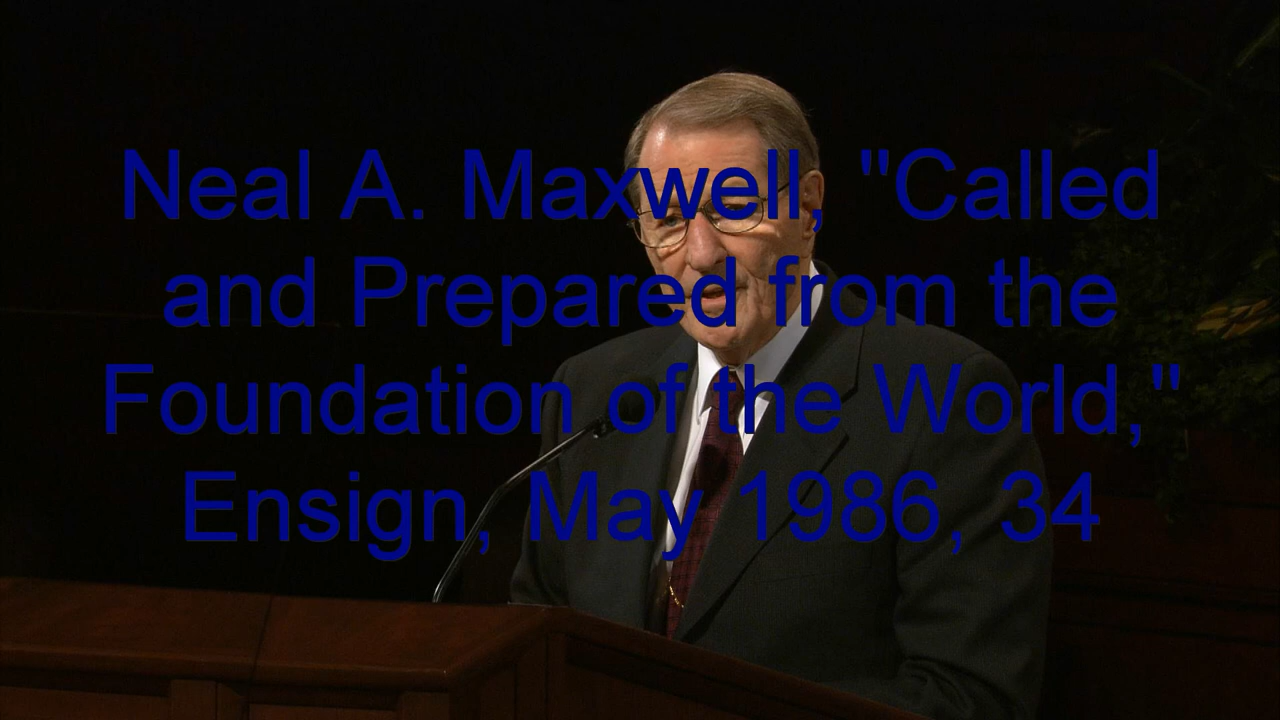 Neal A. Maxwell, "Called
and Prepared from the
Foundation of the World,"
Ensign, May 1986, 34